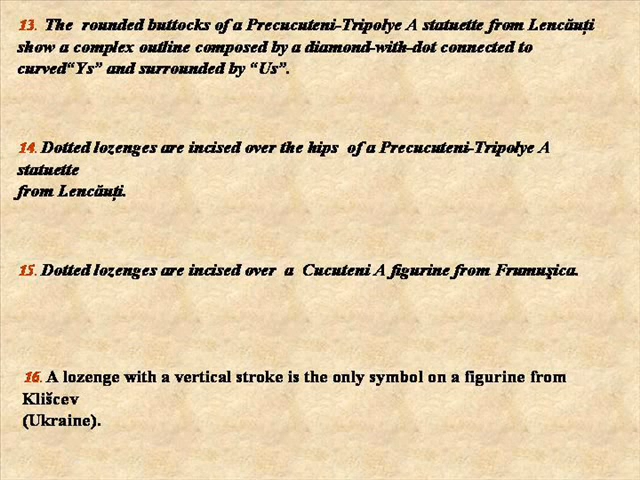 13. The rounded buttocks of a Precucuteni-Tripolye A statuette from Lencăuți
show a complex outline composed by a diamond-with-dot connected to
curved“Ys” and surrounded by “Us”.
14. Dotted lozenges are incised over the hips of a Precucuteni-Tripolye A
statuette
from Lencăuți.
15. Dotted lozenges are incised over a Cucuteni A figurine from Frumuşica.
16. A lozenge with a vertical stroke is the only symbol on a figurine from
Klišcev
(Ukraine).